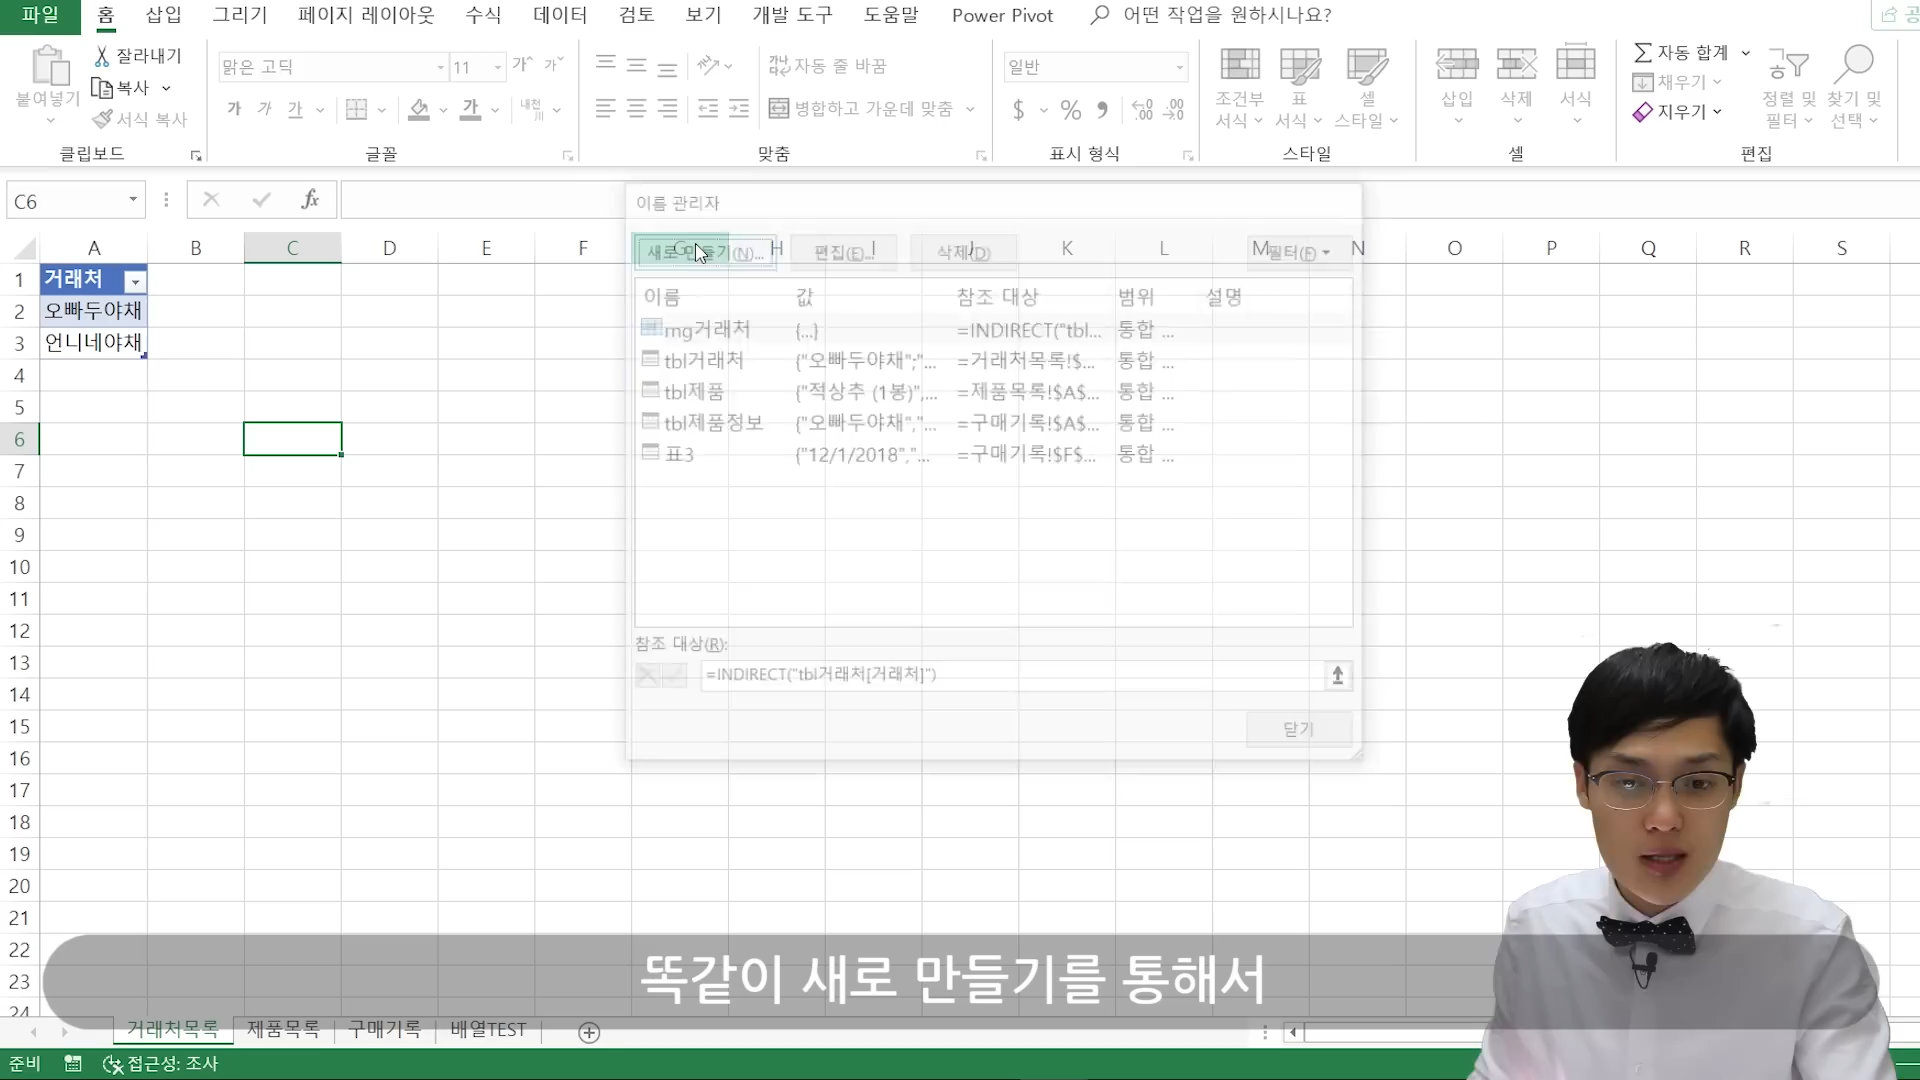 파일 홈 삽입 그리기 페이지 레이아웃 수식 데이터 검토 보기 개발 도구 도움말 Power Pivot 어떤 작업을 원하시나요? 공
붙여넣기 잘라내기 복사 서식 복사
맑은 고딕 11 가 가
가 가 가 가 내천
가나다 자동 줄 바꿈
병합하고 가운데 맞춤
일반
$ % ,
조건부 서식 표 서식 셀 스타일
삽입 삭제 서식
자동 합계
채우기
지우기
정렬 및 필터 찾기 및 선택
클립보드 글꼴 맞춤 표시 형식 스타일 셀 편집
C6 fx
A B C D E F G H I J K L M N O P Q R S
이름 관리자
새로 만들기(N)... 편집(E)... 삭제(D) 필터(F)
이름 값 참조 대상 범위 설명
rng거래처 {...} =INDIRECT("tbl... 통합 ...
tbl거래처 {"오빠두야채";"... =거래처목록!$... 통합 ...
tbl제품 {"적상추 (1봉)",... =제품목록!$A$... 통합 ...
tbl제품정보 {"오빠두야채","... =구매기록!$A$... 통합 ...
표3 {"12/1/2018","... =구매기록!$F$... 통합 ...
참조 대상(R):
=INDIRECT("tbl거래처[거래처]")
닫기
1 거래처
2 오빠두야채
3 언니네야채
4
5
6
7
8
9
10
11
12
13
14
15
16
17
18
19
20
21
22
23
24
똑같이 새로 만들기를 통해서
거래처목록 제품목록 구매기록 배열TEST
준비 접근성: 조사